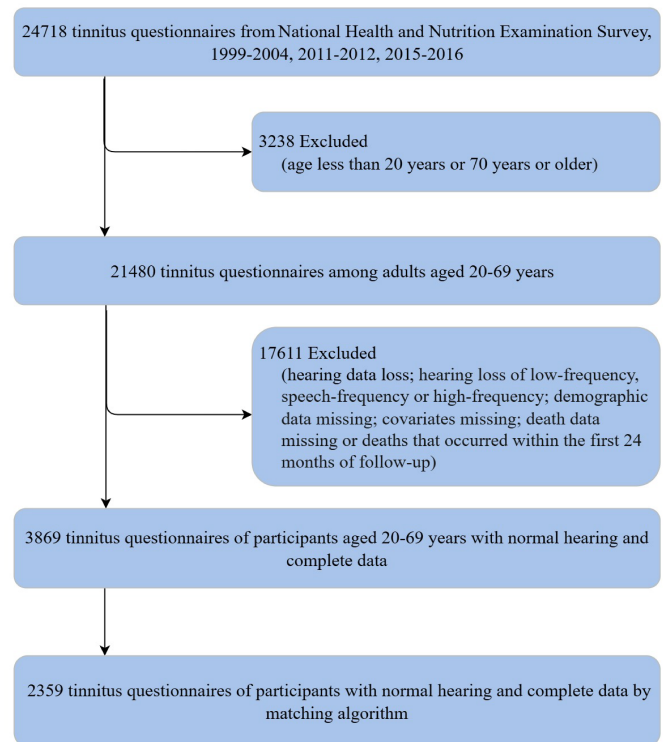 24718 tinnitus questionnaires from National Health and Nutrition Examination Survey,
1999-2004, 2011-2012, 2015-2016
3238 Excluded
(age less than 20 years or 70 years or older)
21480 tinnitus questionnaires among adults aged 20-69 years
17611 Excluded
(hearing data loss; hearing loss of low-frequency,
speech-frequency or high-frequency; demographic
data missing; covariates missing; death data
missing or deaths that occurred within the first 24
months of follow-up)
3869 tinnitus questionnaires of participants aged 20-69 years with normal hearing and
complete data
2359 tinnitus questionnaires of participants with normal hearing and complete data by
matching algorithm